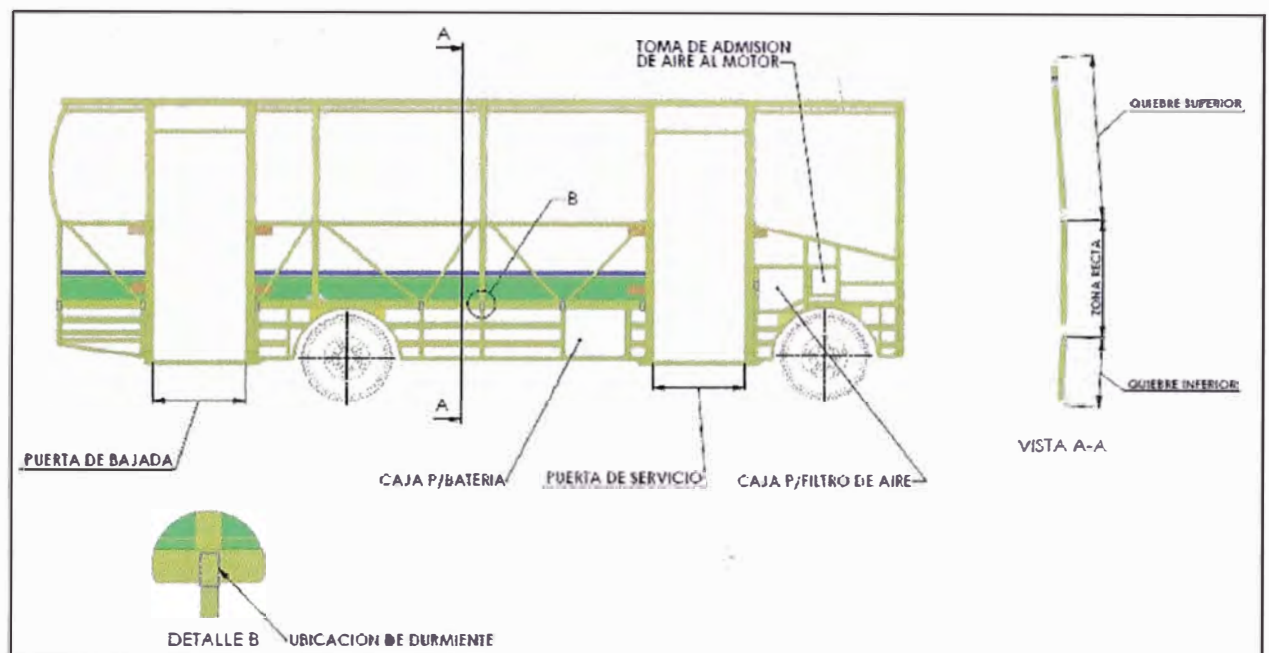 A
TOMA DE ADMISION
DE AIRE AL MOTOR
QUIEBRE SUPERIOR
B
ZONA RECTA
A
QUIEBRE INFERIOR
VISTA A-A
PUERTA DE BAJADA
CAJA P/BATERIA
PUERTA DE SERVICIO
CAJA P/FILTRO DE AIRE
DETALLE B
UBICACION DE DURMIENTE